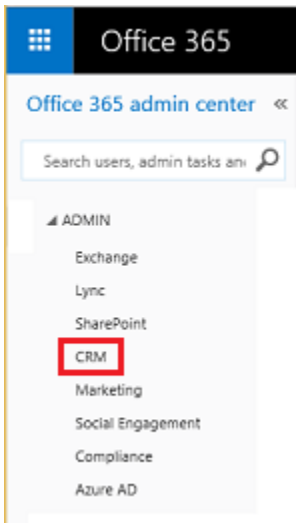 Office 365
Office 365 admin center «
Search users, admin tasks an
ADMIN
Exchange
Lync
SharePoint
CRM
Marketing
Social Engagement
Compliance
Azure AD